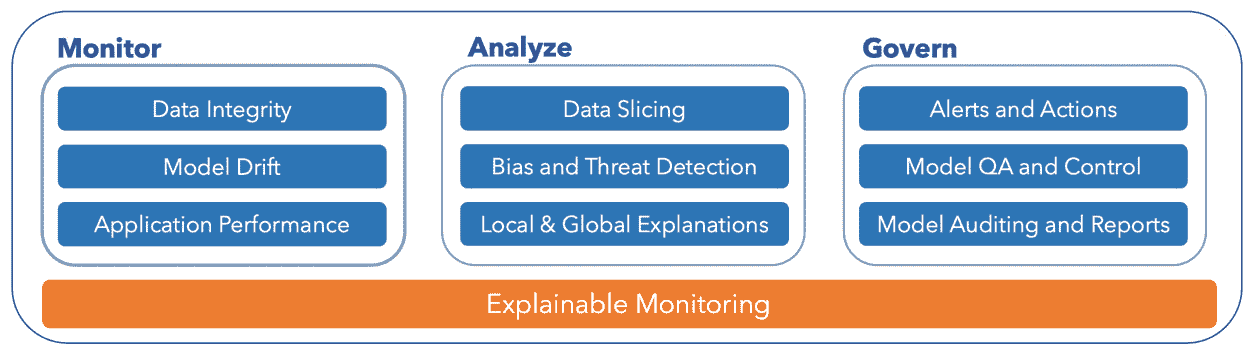 Monitor
Data Integrity
Model Drift
Application Performance
Analyze
Data Slicing
Bias and Threat Detection
Local & Global Explanations
Govern
Alerts and Actions
Model QA and Control
Model Auditing and Reports
Explainable Monitoring